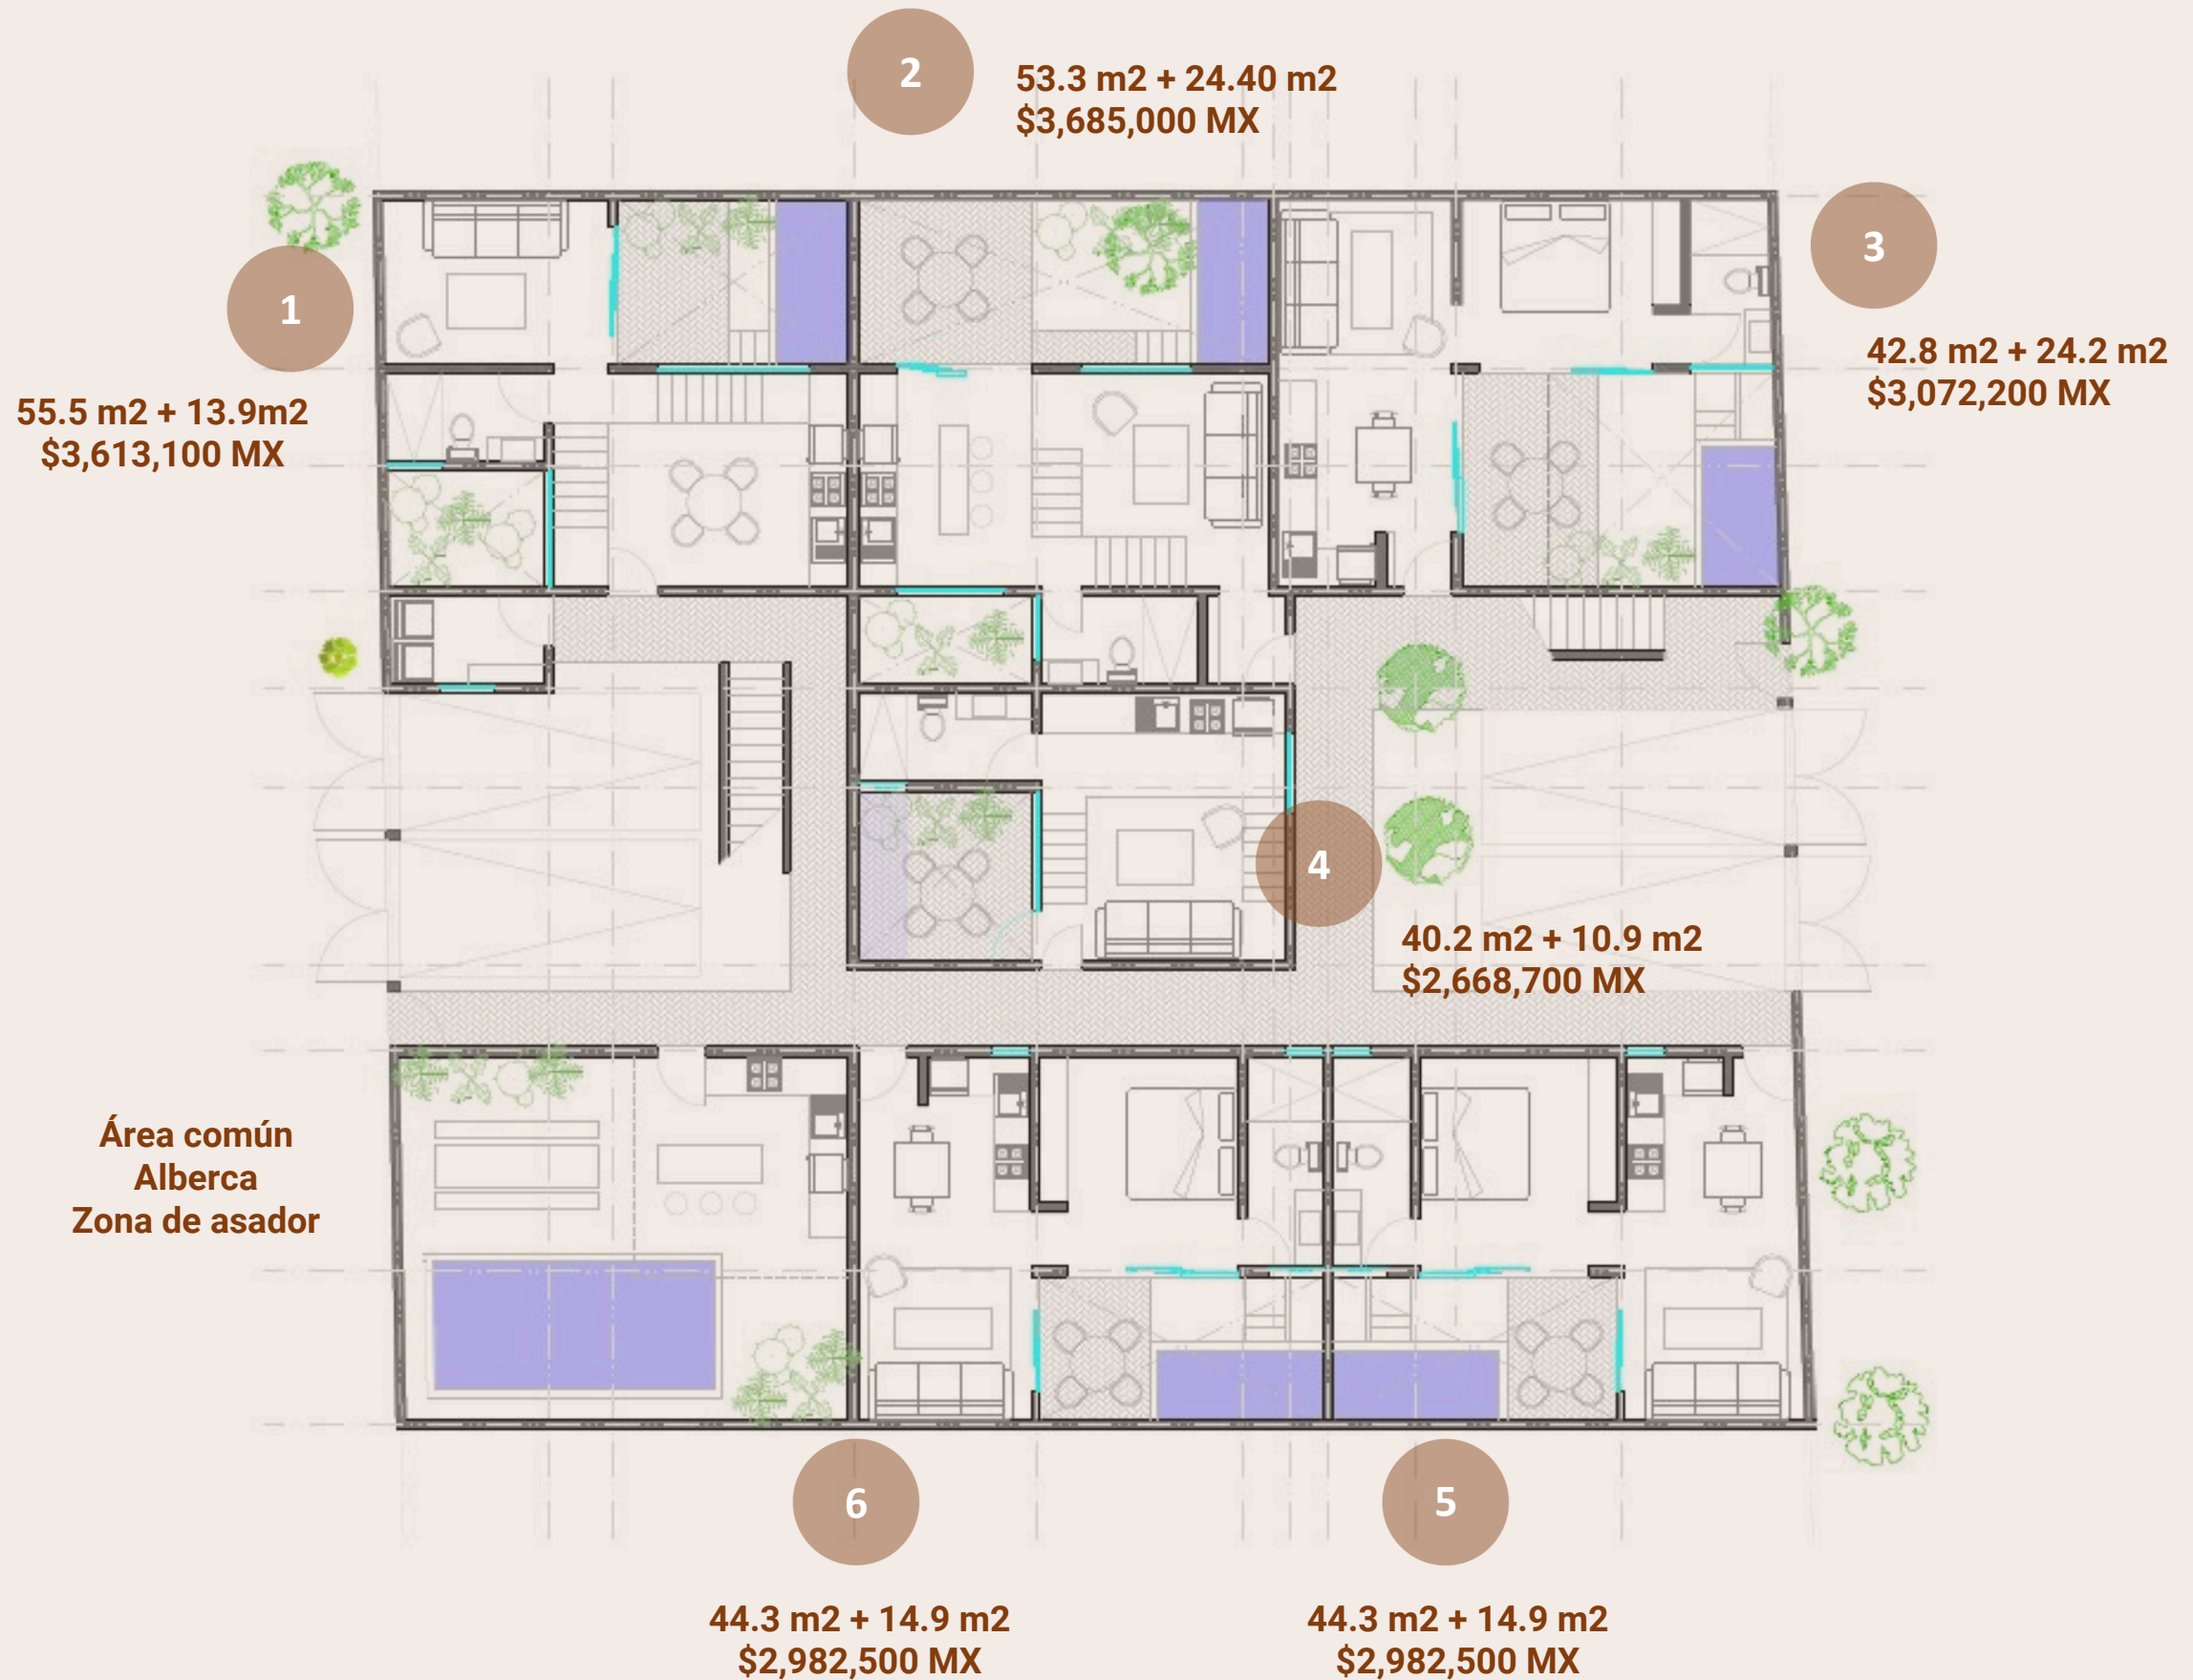 2
53.3 m2 + 24.40 m2
$3,685,000 MX
1
55.5 m2 + 13.9m2
$3,613,100 MX
3
42.8 m2 + 24.2 m2
$3,072,200 MX
4
40.2 m2 + 10.9 m2
$2,668,700 MX
Área común
Alberca
Zona de asador
6
44.3 m2 + 14.9 m2
$2,982,500 MX
5
44.3 m2 + 14.9 m2
$2,982,500 MX